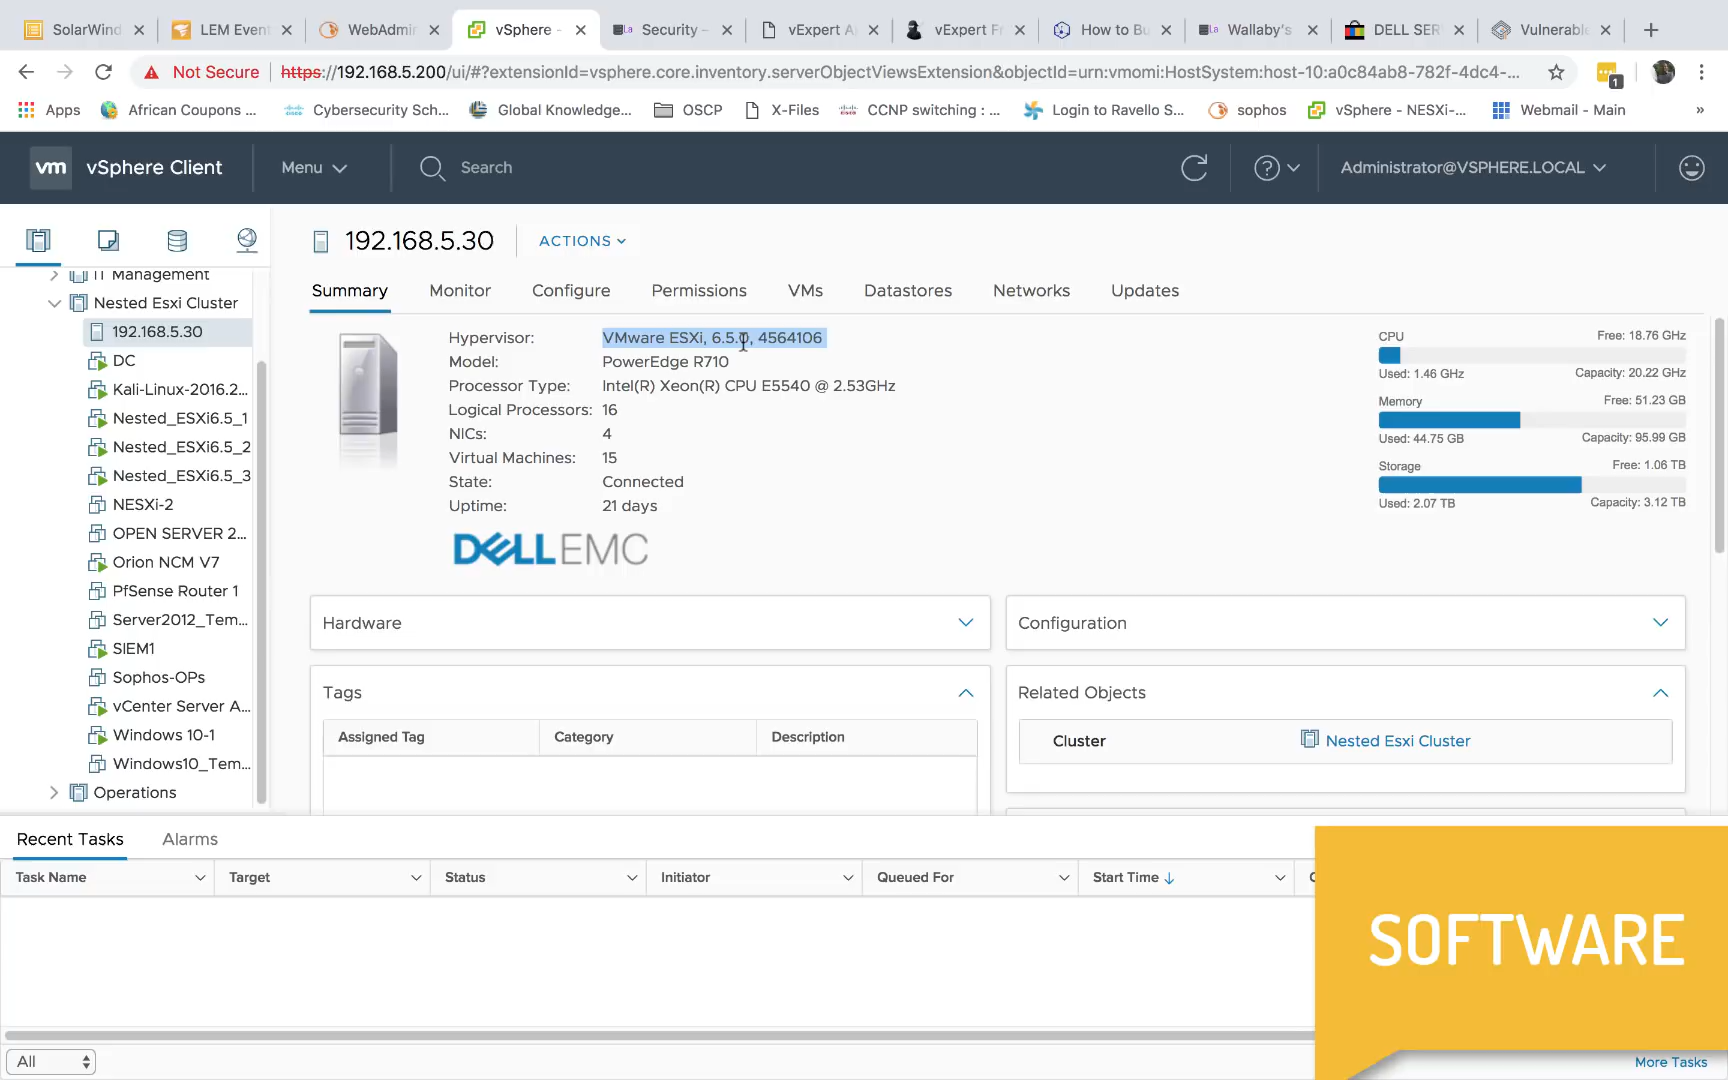 SolarWind
LEM Event
WebAdmin
vSphere -
Security –
vExpert A
vExpert Fr
How to Bu
Wallaby's
DELL SER
Vulnerable
Not Secure
https://192.168.5.200/ui/#?extensionId=vsphere.core.inventory.serverObjectViewsExtension&objectId=urn:vmomi:HostSystem:host-10:a0c84ab8-782f-4dc4-...
1
Apps
African Coupons ...
Cybersecurity Sch...
Global Knowledge...
OSCP
X-Files
CCNP switching : ...
Login to Ravello S...
sophos
vSphere - NESXi-...
Webmail - Main
»
vm vSphere Client
Menu
Search
Administrator@VSPHERE.LOCAL
IT Management
Nested Esxi Cluster
192.168.5.30
DC
Kali-Linux-2016.2...
Nested_ESXi6.5_1
Nested_ESXi6.5_2
Nested_ESXi6.5_3
NESXi-2
OPEN SERVER 2...
Orion NCM V7
PfSense Router 1
Server2012_Tem...
SIEM1
Sophos-OPs
vCenter Server A...
Windows 10-1
Windows10_Tem...
Operations
192.168.5.30
ACTIONS
Summary
Monitor
Configure
Permissions
VMs
Datastores
Networks
Updates
Hypervisor: VMware ESXi, 6.5.0, 4564106
Model: PowerEdge R710
Processor Type: Intel(R) Xeon(R) CPU E5540 @ 2.53GHz
Logical Processors: 16
NICs: 4
Virtual Machines: 15
State: Connected
Uptime: 21 days
DELL EMC
CPU Free: 18.76 GHz
Used: 1.46 GHz Capacity: 20.22 GHz
Memory Free: 51.23 GB
Used: 44.75 GB Capacity: 95.99 GB
Storage Free: 1.06 TB
Used: 2.07 TB Capacity: 3.12 TB
Hardware
Configuration
Tags
Assigned Tag Category Description
Related Objects
Cluster Nested Esxi Cluster
Recent Tasks Alarms
Task Name Target Status Initiator Queued For Start Time
SOFTWARE
All
More Tasks